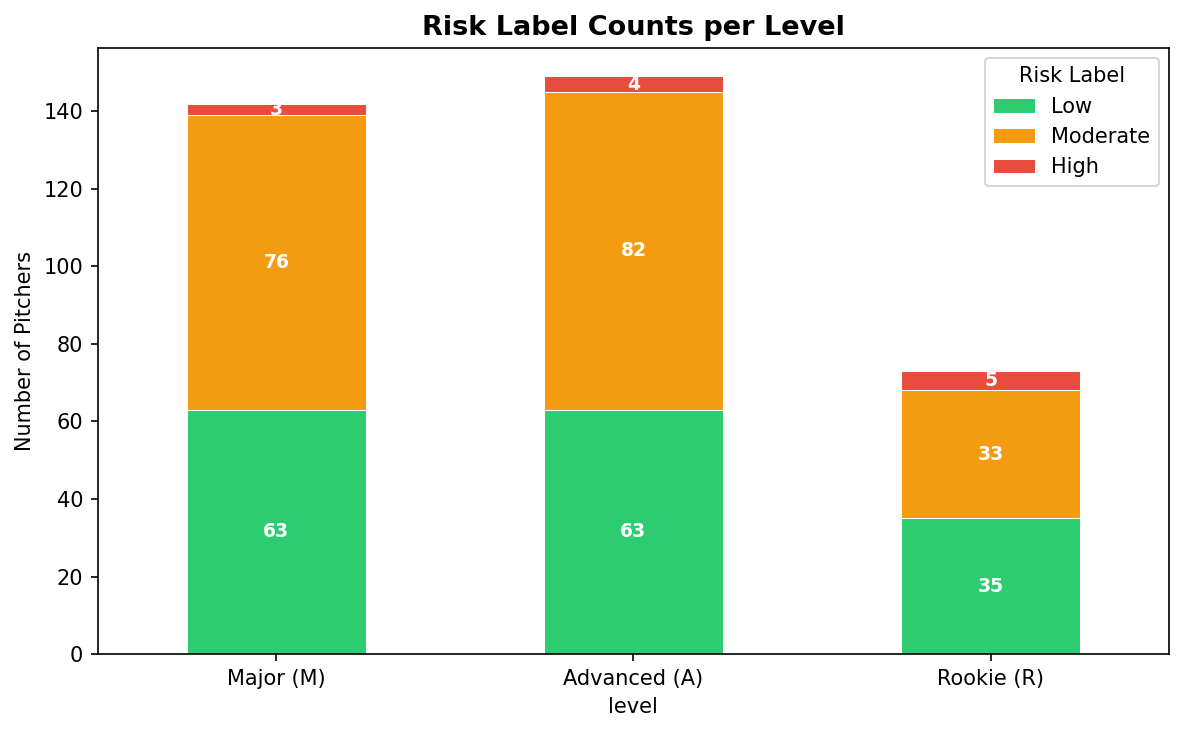 Risk Label Counts per Level
Risk Label
Low
Moderate
High
Number of Pitchers
140
120
100
80
60
40
20
0
3
76
63
4
82
63
5
33
35
Major (M)
Advanced (A)
Rookie (R)
level